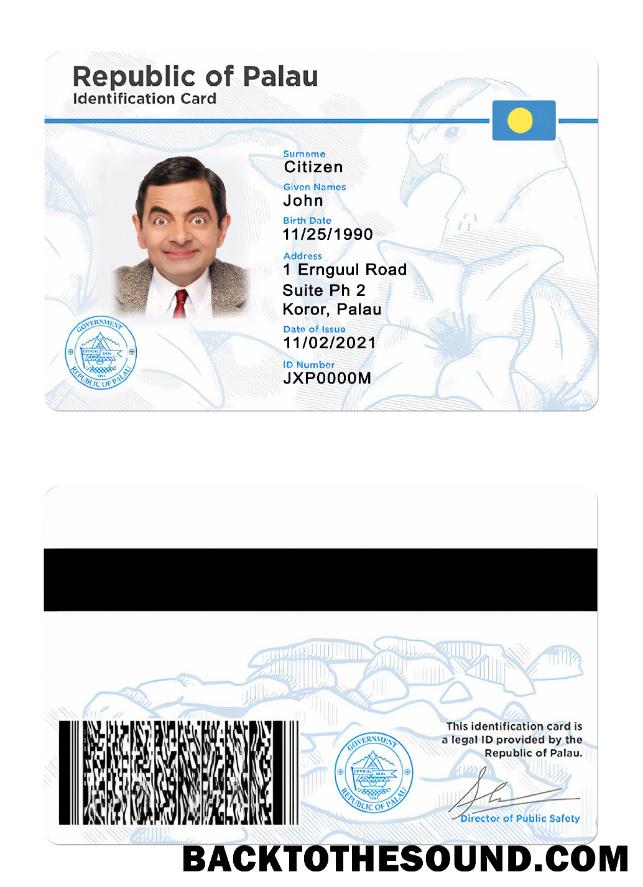 Republic of Palau
Identification Card
Surname
Citizen
Given Names
John
Birth Date
11/25/1990
Address
1 Ernguul Road
Suite Ph 2
Koror, Palau
Date of Issue
11/02/2021
ID Number
JXP0000M
GOVERNMENT
OFFICIAL SEAL
REPUBLIC OF PALAU
This identification card is
a legal ID provided by the
Republic of Palau.
GOVERNMENT
OFFICIAL SEAL
REPUBLIC OF PALAU
Director of Public Safety
BACKTOTHESOUND.COM